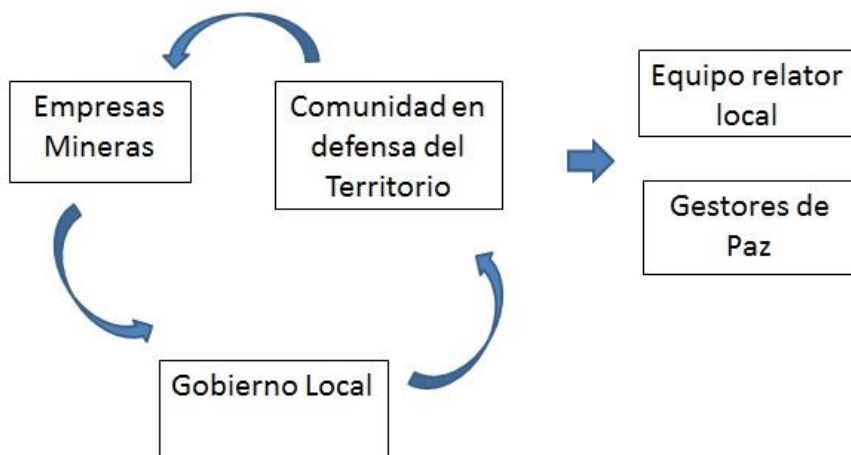 Empresas
Mineras
Comunidad en
defensa del
Territorio
Equipo relator
local
Gestores de
Paz
Gobierno Local